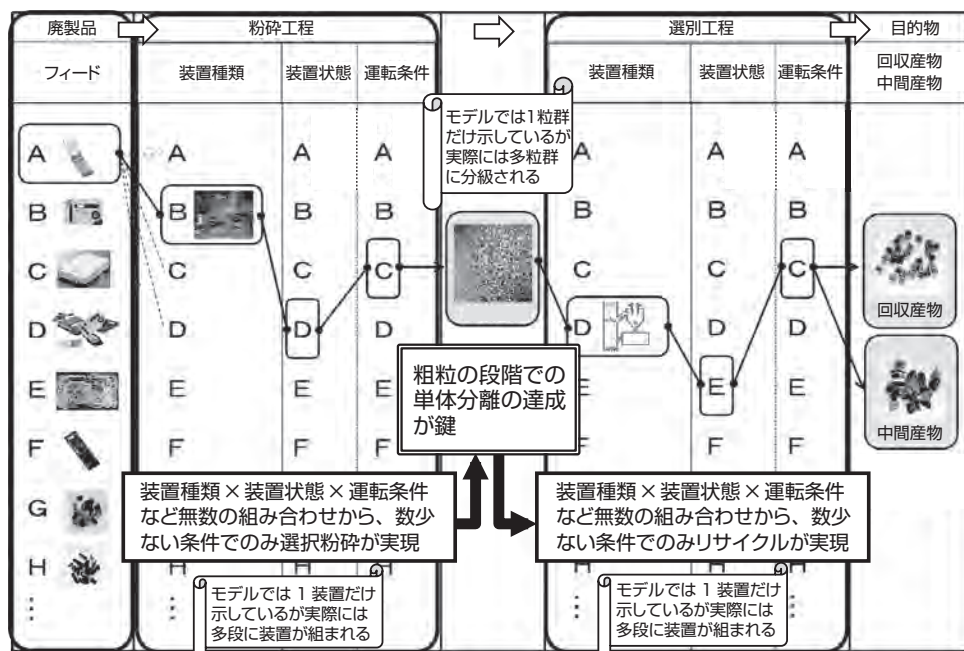 廃製品
粉砕工程
選別工程
目的物
フィード
装置種類
装置状態
運転条件
装置種類
装置状態
運転条件
回収産物
中間産物
モデルでは1粒群
だけ示しているが
実際には多粒群
に分級される
A
A
A
A
A
A
A
B
B
B
B
B
B
B
C
C
C
C
C
C
C
D
D
D
D
D
D
D
E
E
E
E
E
E
E
F
F
F
F
F
F
F
G
H
H
H
⋮
⋮
⋮
回収産物
中間産物
粗粒の段階での
単体分離の達成
が鍵
装置種類×装置状態×運転条件
など無数の組み合わせから、数少
ない条件でのみ選択粉砕が実現
装置種類×装置状態×運転条件
など無数の組み合わせから、数少
ない条件でのみリサイクルが実現
モデルでは 1 装置だけ
示しているが実際には
多段に装置が組まれる
モデルでは 1 装置だけ
示しているが実際には
多段に装置が組まれる